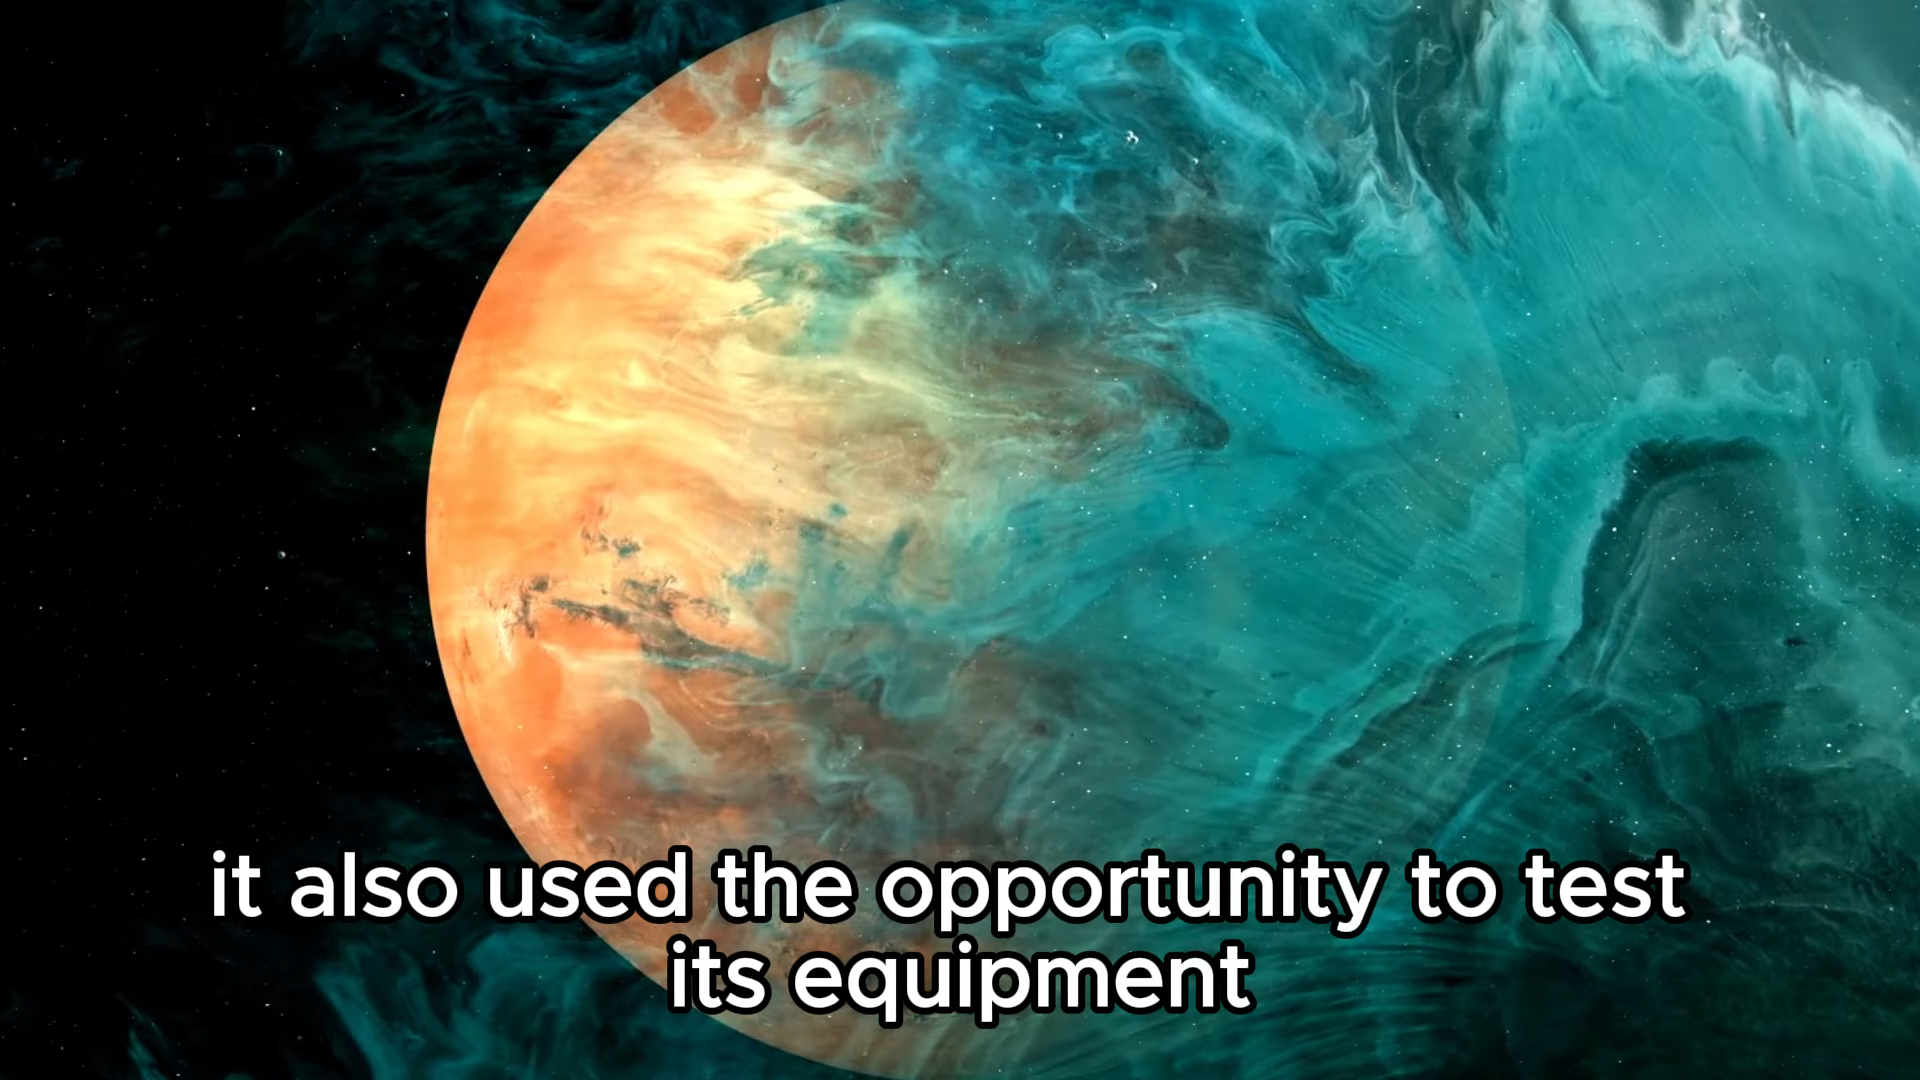 it also used the opportunity to test
its equipment